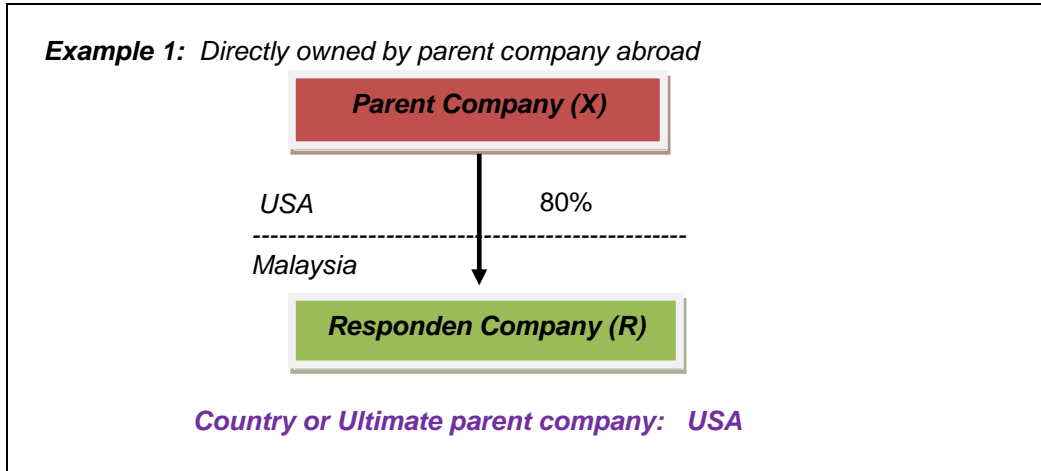 Example 1: Directly owned by parent company abroad
Parent Company (X)
USA 80%
-----------------------------------------------------
Malaysia
Responden Company (R)
Country or Ultimate parent company: USA